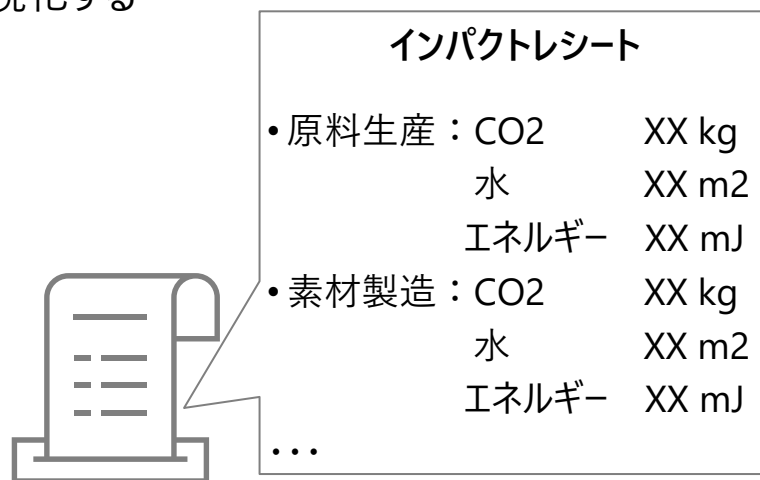 化する
インパクトレシート
•原料生産：CO2 XX kg
水 XX m2
エネルギー XX mJ
•素材製造：CO2 XX kg
水 XX m2
エネルギー XX mJ
・・・